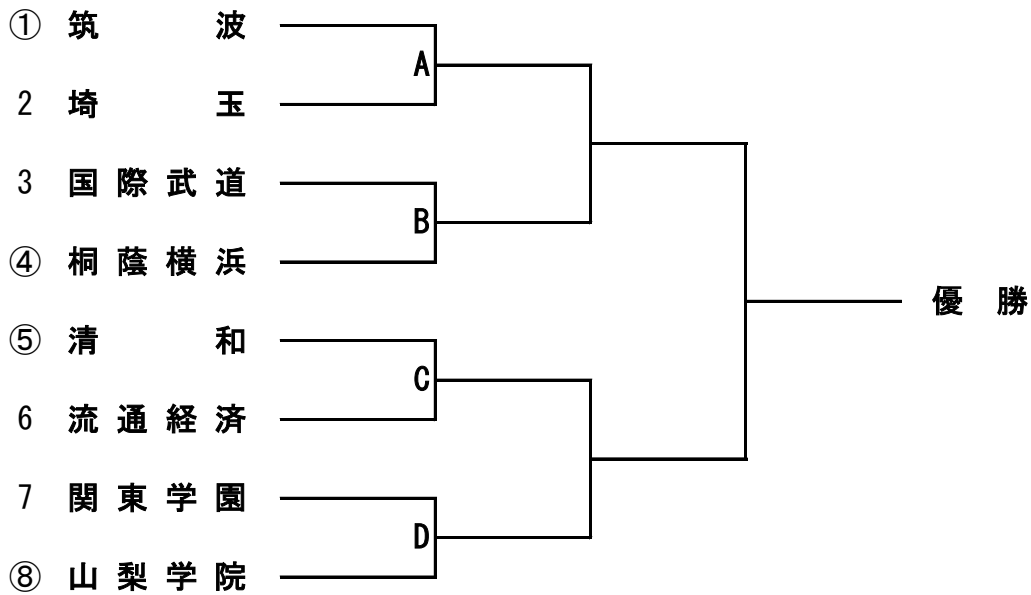 ① 筑波
A
2 埼玉
3 国際武道
B
④ 桐蔭横浜
優勝
⑤ 清和
C
6 流通経済
7 関東学園
D
⑧ 山梨学院